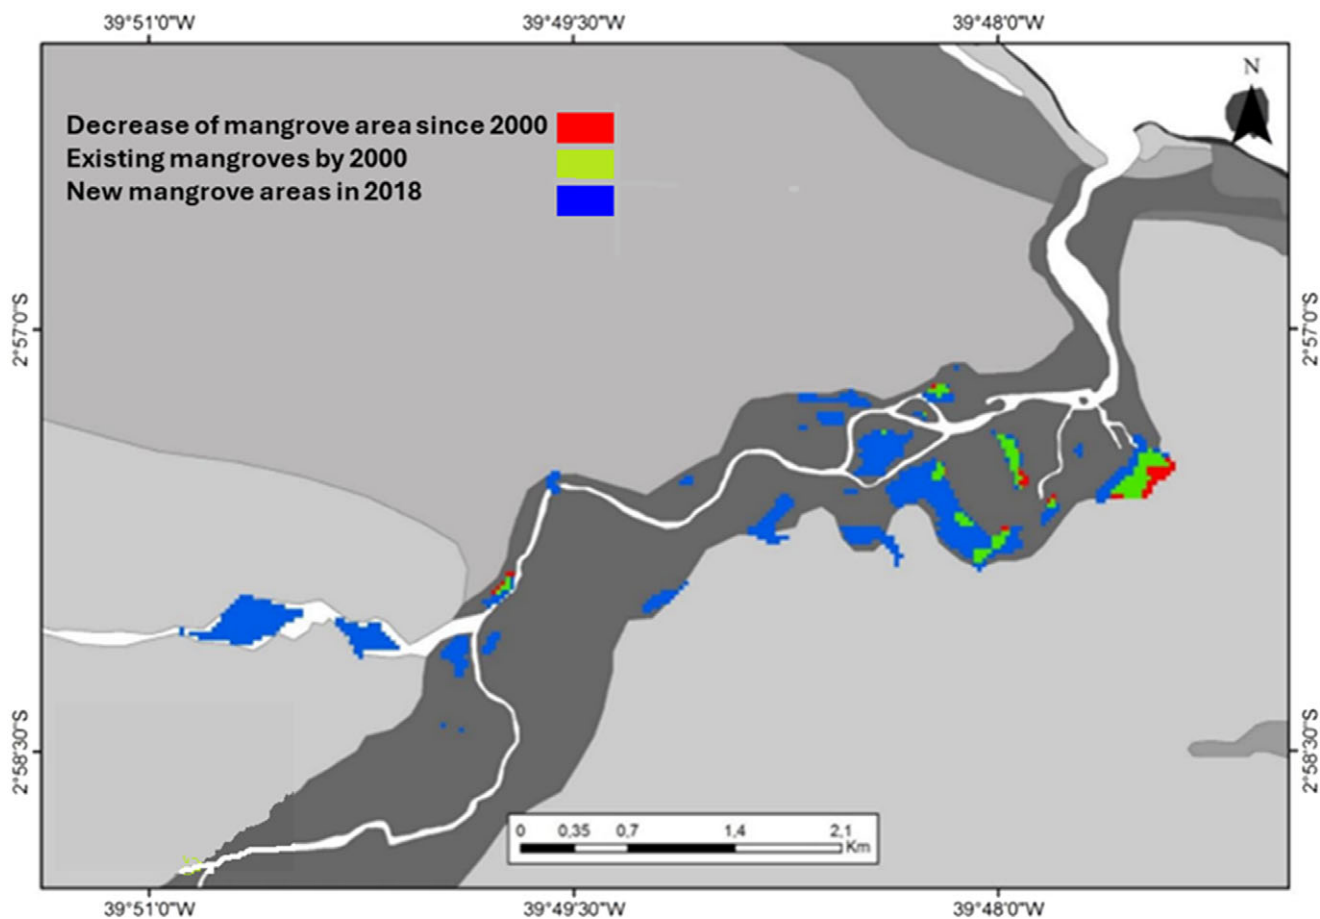 39°51'0"W 39°49'30"W 39°48'0"W
N
Decrease of mangrove area since 2000
Existing mangroves by 2000
New mangrove areas in 2018
2°57'0"S 2°57'0"S
2°58'30"S 2°58'30"S
0 0,35 0,7 1,4 2,1
Km
39°51'0"W 39°49'30"W 39°48'0"W